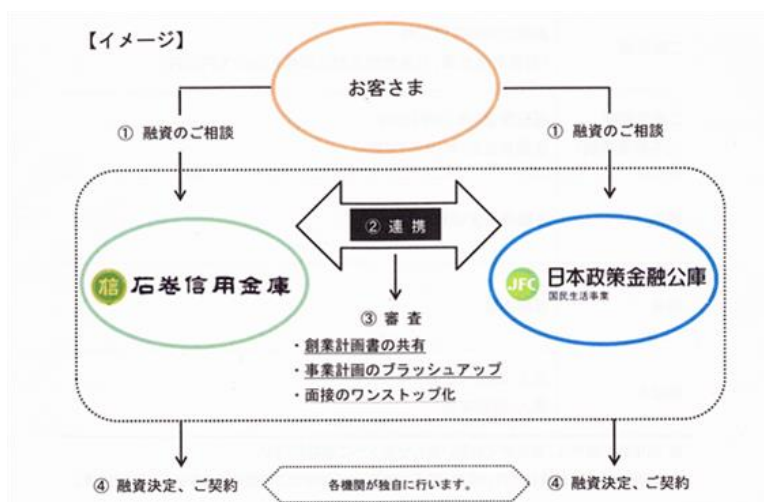 【イメージ】
お客さま
① 融資のご相談
① 融資のご相談
② 連 携
信 石巻信用金庫
JFC 日本政策金融公庫
国民生活事業
③ 審 査
・創業計画書の共有
・事業計画のブラッシュアップ
・面接のワンストップ化
④ 融資決定、ご契約
各機関が独自に行います。
④ 融資決定、ご契約